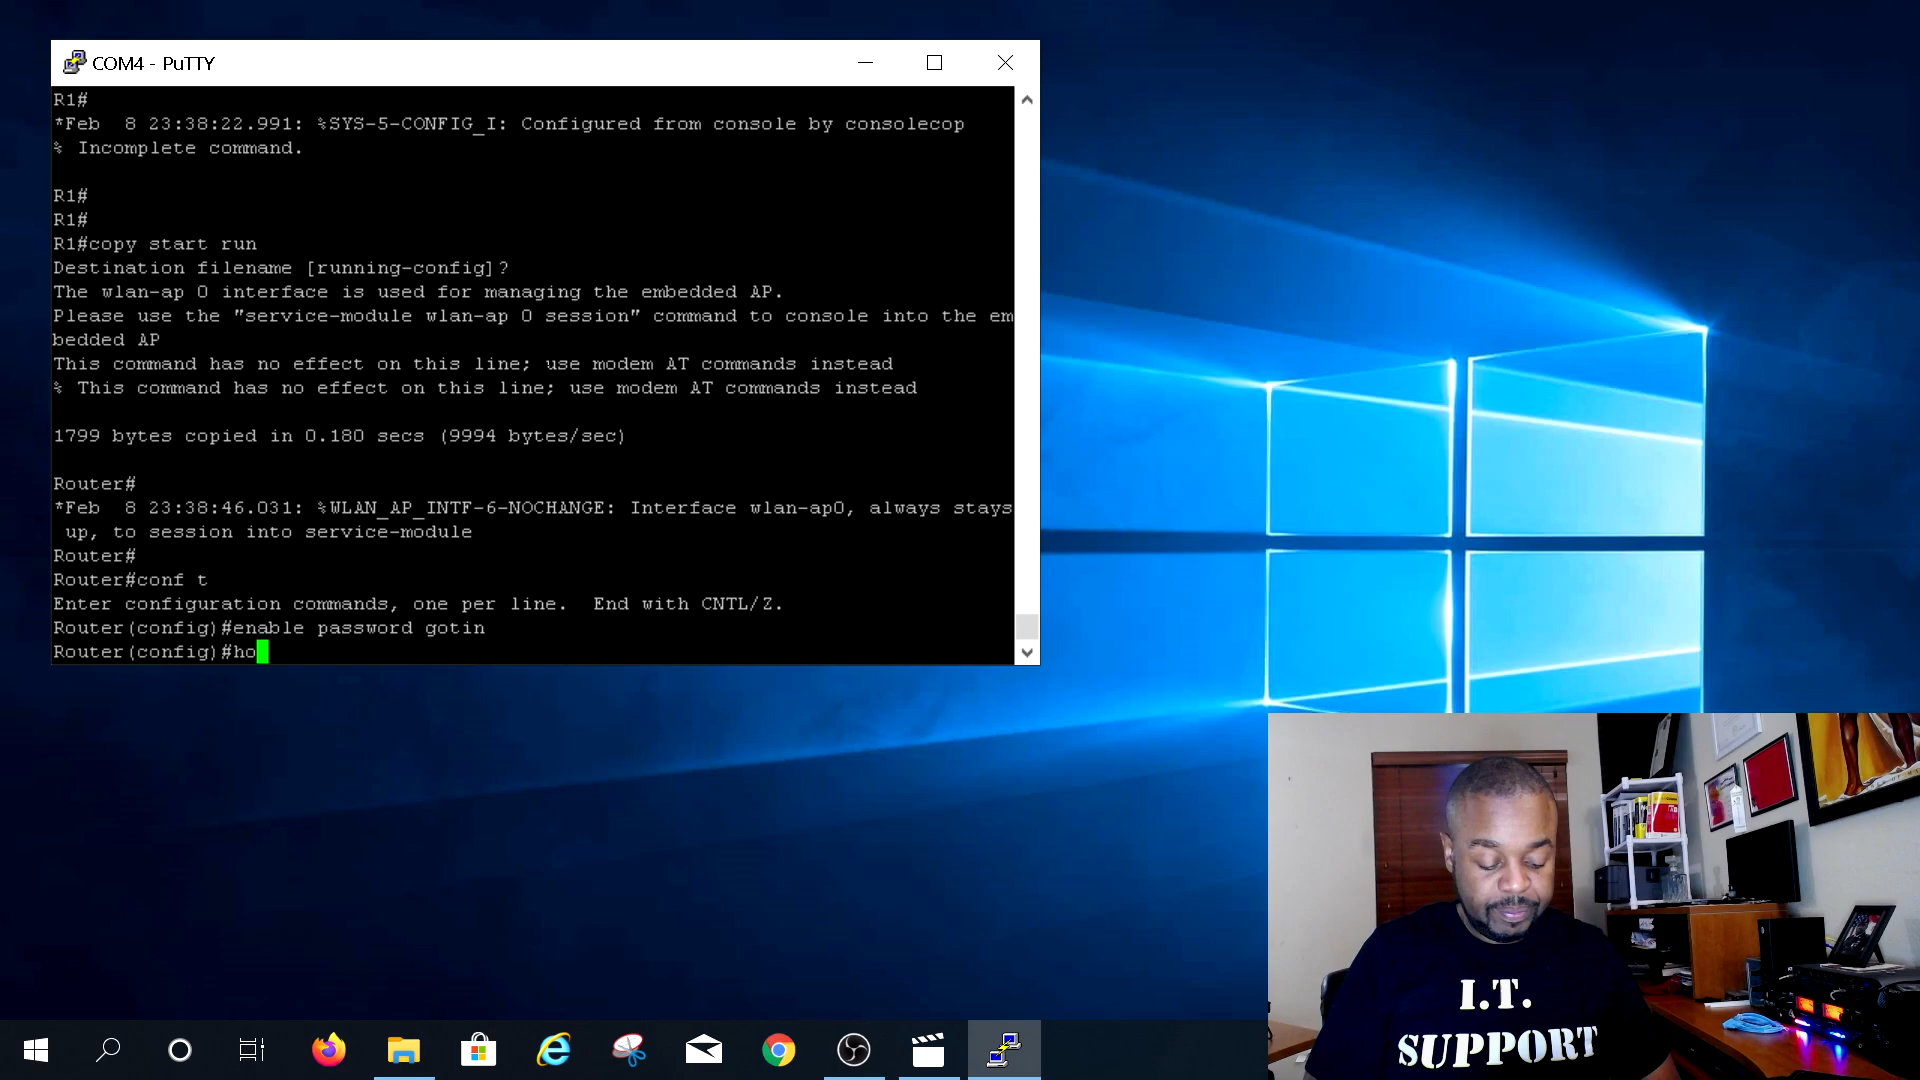 COM4 - PuTTY
R1#
*Feb  8 23:38:22.991: %SYS-5-CONFIG_I: Configured from console by consolecop
% Incomplete command.
R1#
R1#
R1#copy start run
Destination filename [running-config]?
The wlan-ap 0 interface is used for managing the embedded AP.
Please use the "service-module wlan-ap 0 session" command to console into the em
bedded AP
This command has no effect on this line; use modem AT commands instead
% This command has no effect on this line; use modem AT commands instead
1799 bytes copied in 0.180 secs (9994 bytes/sec)
Router#
*Feb  8 23:38:46.031: %WLAN_AP_INTF-6-NOCHANGE: Interface wlan-ap0, always stays
 up, to session into service-module
Router#
Router#conf t
Enter configuration commands, one per line.  End with CNTL/Z.
Router(config)#enable password gotin
Router(config)#ho
I.T.
SUPPORT